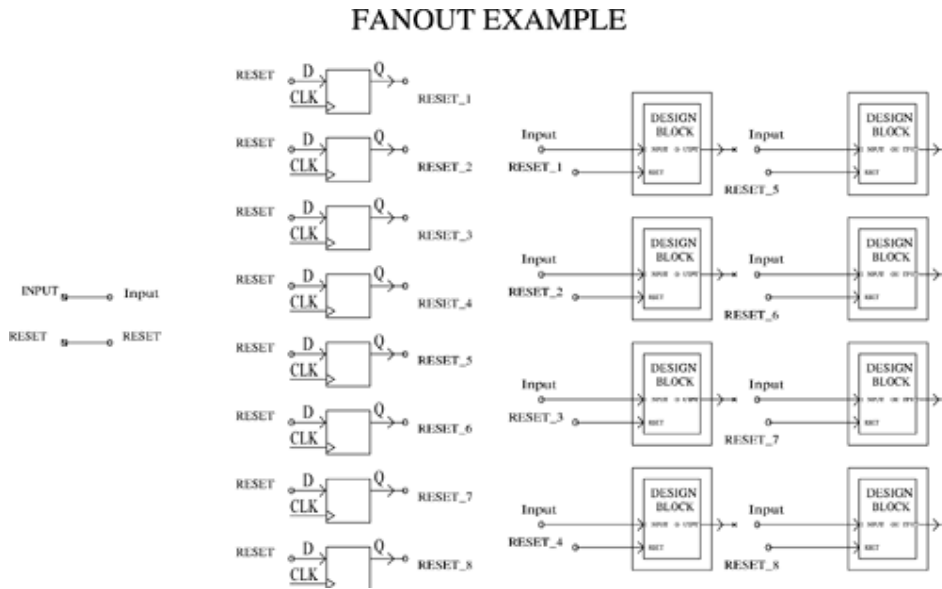 FANOUT EXAMPLE
INPUT Input
RESET RESET
RESET D Q
CLK RESET_1
RESET D Q
CLK RESET_2
RESET D Q
CLK RESET_3
RESET D Q
CLK RESET_4
RESET D Q
CLK RESET_5
RESET D Q
CLK RESET_6
RESET D Q
CLK RESET_7
RESET D Q
CLK RESET_8
Input
RESET_1
DESIGN
BLOCK
Input
RESET_5
DESIGN
BLOCK
Input
RESET_2
DESIGN
BLOCK
Input
RESET_6
DESIGN
BLOCK
Input
RESET_3
DESIGN
BLOCK
Input
RESET_7
DESIGN
BLOCK
Input
RESET_4
DESIGN
BLOCK
Input
RESET_8
DESIGN
BLOCK